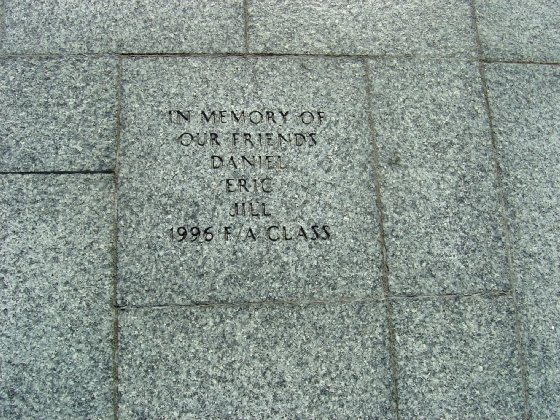 IN MEMORY OF
OUR FRIENDS
DANIEL
ERIC
JILL
1996 F/A CLASS